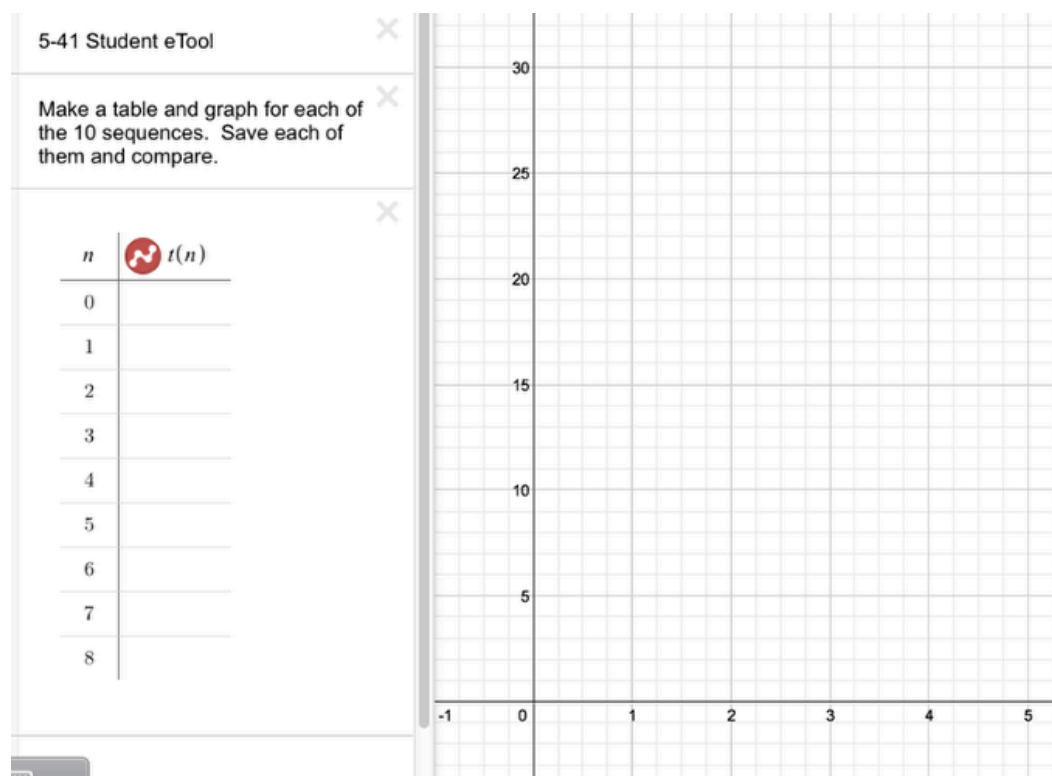 5-41 Student eTool
Make a table and graph for each of
the 10 sequences.  Save each of
them and compare.
n t(n)
0
1
2
3
4
5
6
7
8
30
25
20
15
10
5
-1 0 1 2 3 4 5